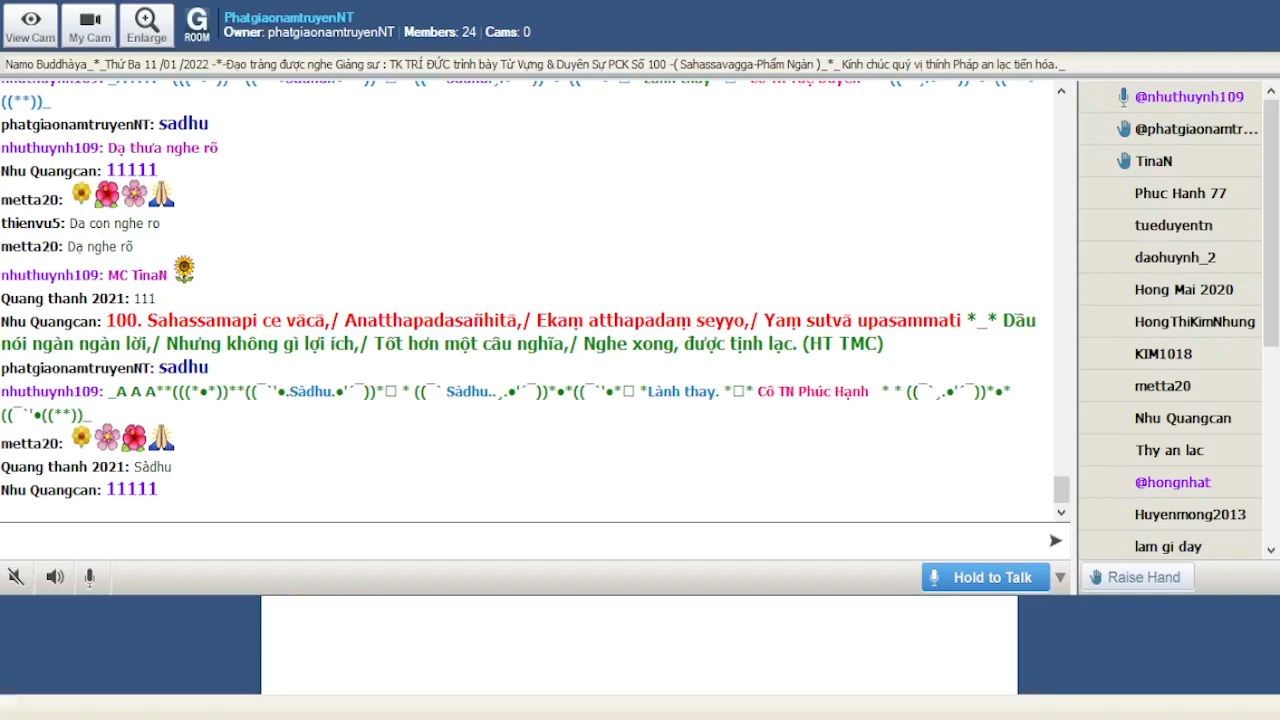 View Cam
My Cam
Enlarge
G
ROOM
PhatgiaonamtruyenNT
Owner: phatgiaonamtruyenNT | Members: 24 | Cams: 0
Namo Buddhàya_*_Thứ Ba 11 /01 /2022 -*-Đạo tràng được nghe Giảng sư : TK TRÍ ĐỨC trình bày Từ Vựng & Duyên Sự PCK Số 100 -( Sahassavagga-Phẩm Ngàn )_*_ Kính chúc quý vị thính Pháp an lạc tiến hóa._
((**))_
phatgiaonamtruyenNT: sadhu
nhuthuynh109: Dạ thưa nghe rõ
Nhu Quangcan: 11111
metta20:
thienvu5: Da con nghe ro
metta20: Dạ nghe rõ
nhuthuynh109: MC TinaN
Quang thanh 2021: 111
Nhu Quangcan: 100. Sahassamapi ce vācā,/ Anatthapadasañhitā,/ Ekaṃ atthapadaṃ seyyo,/ Yaṃ sutvā upasammati *_* Dầu
nói ngàn ngàn lời,/ Nhưng không gì lợi ích,/ Tốt hơn một câu nghĩa,/ Nghe xong, được tịnh lạc. (HT TMC)
phatgiaonamtruyenNT: sadhu
nhuthuynh109: _A A A**(((*•*))**((¯`'•.Sàdhu.•'´¯))*□ * ((¯` Sàdhu..¸.•'´¯))*•*((¯`'•*□ *Lành thay. *□* Cô TN Phúc Hạnh * * ((¯`¸.•'´¯))*•*
((¯`'•((**))_
metta20:
Quang thanh 2021: Sàdhu
Nhu Quangcan: 11111
@nhuthuynh109
@phatgiaonamtr...
TinaN
Phuc Hanh 77
tueduyentn
daohuynh_2
Hong Mai 2020
HongThiKimNhung
KIM1018
metta20
Nhu Quangcan
Thy an lac
@hongnhat
Huyenmong2013
lam gi day
Hold to Talk
Raise Hand